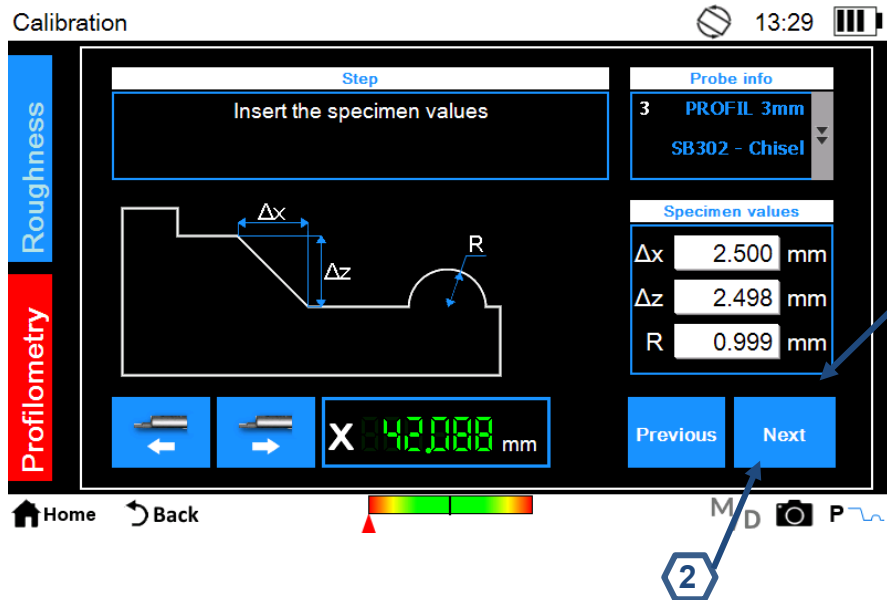 Calibration
13:29
Roughness
Profilometry
Step
Insert the specimen values
Probe info
3 PROFIL 3mm
SB302 - Chisel
Δx
Δz
R
Specimen values
Δx 2.500 mm
Δz 2.498 mm
R 0.999 mm
X 42,088 mm
Previous
Next
Home
Back
M/D
P
2